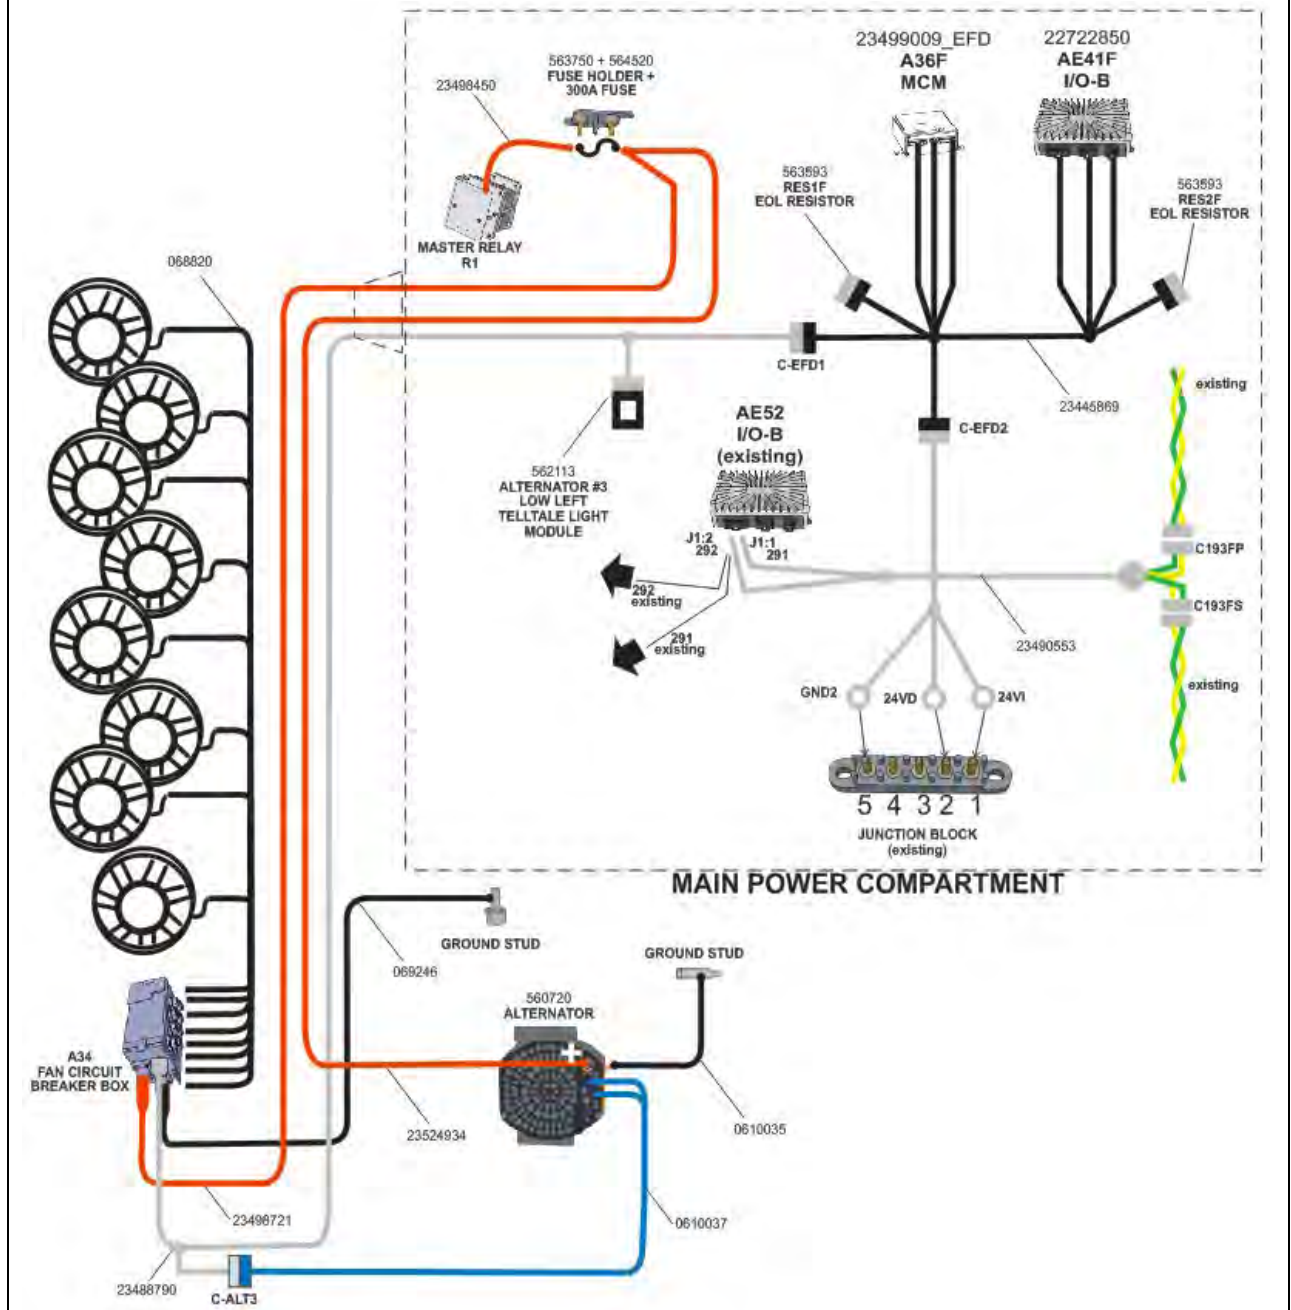 23499009_EFD
A36F
MCM
22722850
AE41F
I/O-B
563750 + 564520
FUSE HOLDER +
300A FUSE
23498450
563593
RES1F
EOL RESISTOR
563593
RES2F
EOL RESISTOR
MASTER RELAY
R1
068820
C-EFD1
23445869
existing
AE52
I/O-B
(existing)
C-EFD2
562113
ALTERNATOR #3
LOW LEFT
TELLTALE LIGHT
MODULE
J1:2
292
J1:1
291
C193FP
292
existing
C193FS
291
existing
23490553
existing
GND2
24VD
24VI
5 4 3 2 1
JUNCTION BLOCK
(existing)
MAIN POWER COMPARTMENT
GROUND STUD
GROUND STUD
069246
560720
ALTERNATOR
A34
FAN CIRCUIT
BREAKER BOX
23524934
0610035
23498721
0610037
23488790
C-ALT3